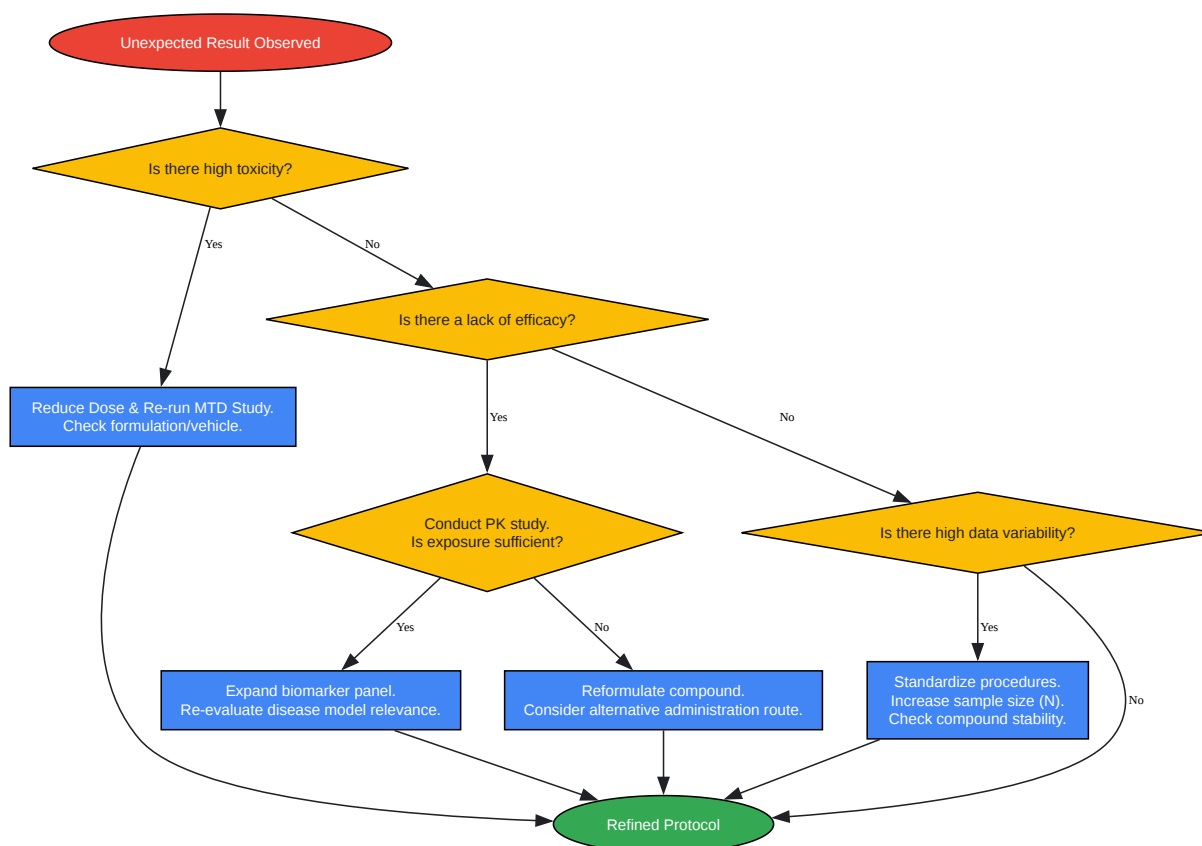 Unexpected Result Observed
Is there high toxicity?
Yes
No
Is there a lack of efficacy?
Reduce Dose & Re-run MTD Study.
Check formulation/vehicle.
Yes
No
Conduct PK study.
Is exposure sufficient?
Is there high data variability?
Yes
No
Yes
Expand biomarker panel.
Re-evaluate disease model relevance.
Reformulate compound.
Consider alternative administration route.
Standardize procedures.
Increase sample size (N).
Check compound stability.
No
Refined Protocol